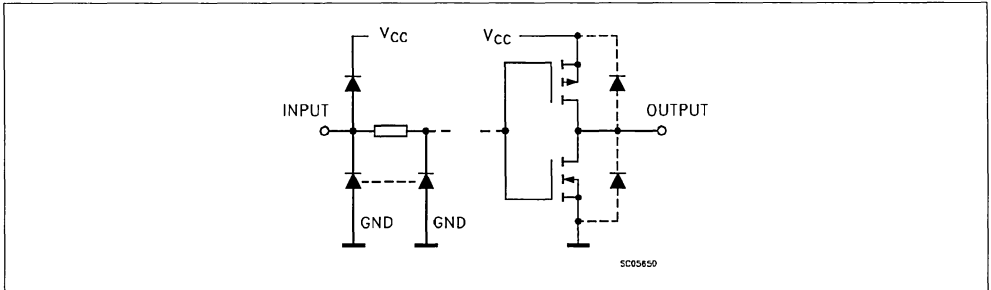 VCC
VCC
INPUT
OUTPUT
GND
GND
SC05850